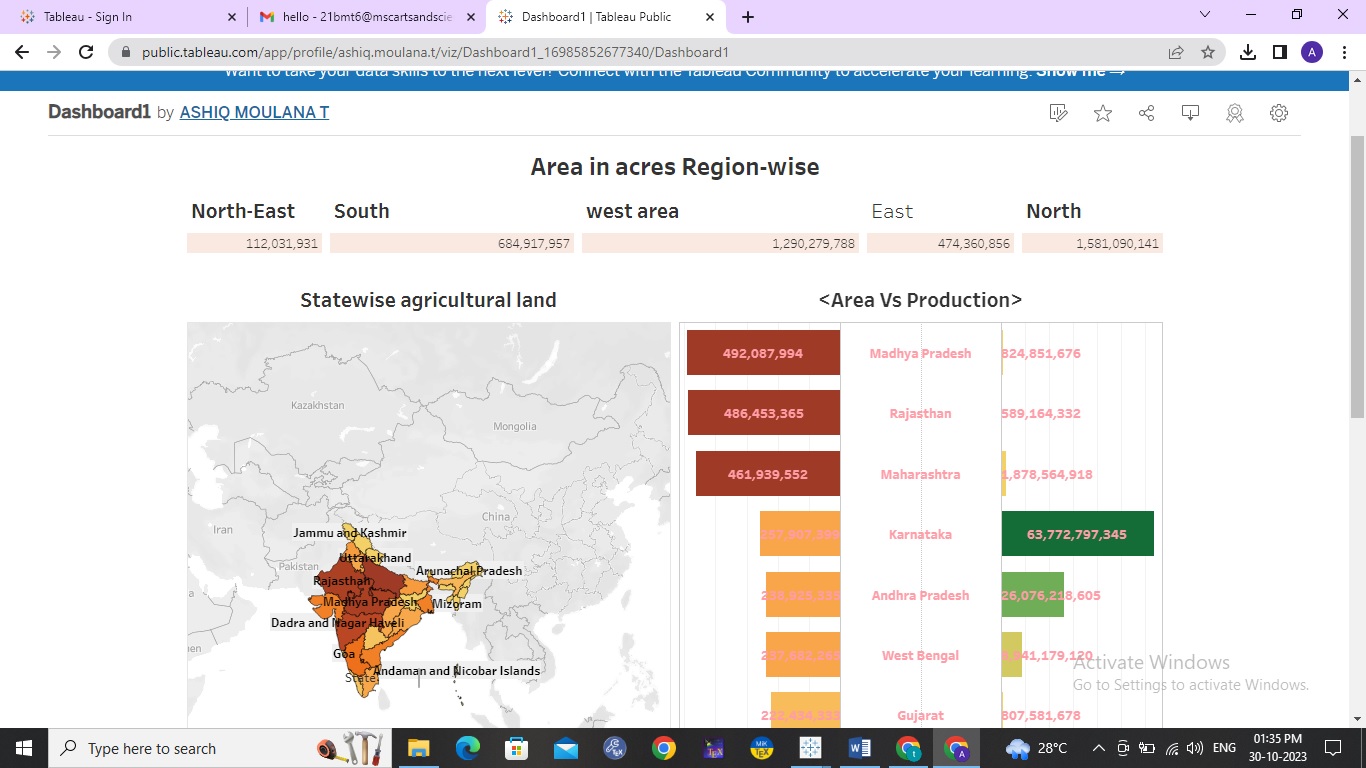 Tableau - Sign In
hello - 21bmt6@mscartsandscie
Dashboard1 | Tableau Public
public.tableau.com/app/profile/ashiq.moulana.t/viz/Dashboard1_16985852677340/Dashboard1
A
Want to take your data skills to the next level? Connect with the Tableau Community to accelerate your learning. Show me →
Dashboard1 by ASHIQ MOULANA T
Area in acres Region-wise
North-East South west area East North
112,031,931 684,917,957 1,290,279,788 474,360,856 1,581,090,141
Statewise agricultural land
<Area Vs Production>
Kazakhstan
Mongolia
China
Iran
Jammu and Kashmir
Uttarakhand
Pakistan
Arunachal Pradesh
Rajasthan
Madhya Pradesh
Mizoram
Dadra and Nagar Haveli
Goa
Andaman and Nicobar Islands
State
492,087,994 Madhya Pradesh 824,851,676
486,453,365 Rajasthan 589,164,332
461,939,552 Maharashtra 1,878,564,918
Karnataka 63,772,797,345
Andhra Pradesh 26,076,218,605
West Bengal
Gujarat 807,581,678
Activate Windows
Go to Settings to activate Windows.
Type here to search
28°C
ENG
01:35 PM
30-10-2023